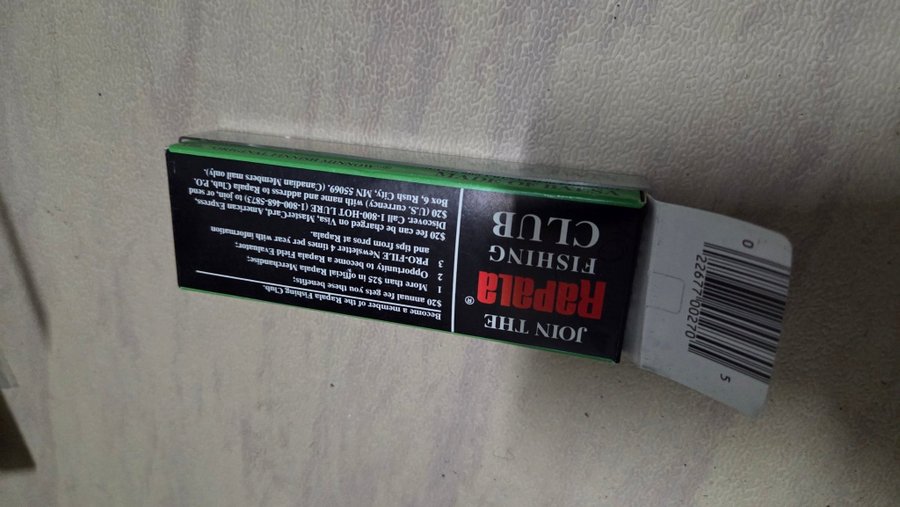 JOIN THE
Rapala®
FISHING
CLUB
Become a member of the Rapala Fishing Club.
$20 annual fee gets you these benefits:
1 More than $25 in official Rapala Merchandise;
2 Opportunity to become a Rapala Field Evaluator;
3 PRO-FILE Newsletter 4 times per year with information
and tips from pros at Rapala.
$20 fee can be charged on Visa, MasterCard, American Express,
Discover. Call 1-800-HOT LURE (1-800-468-5873) to join, or send
$20 (U.S. currency) with name and address to Rapala Club, P.O.
Box 6, Rush City, MN 55069, (Canadian Members mail only).
ORIGINAL FINNISH MINNOW
0 22677 00270 5